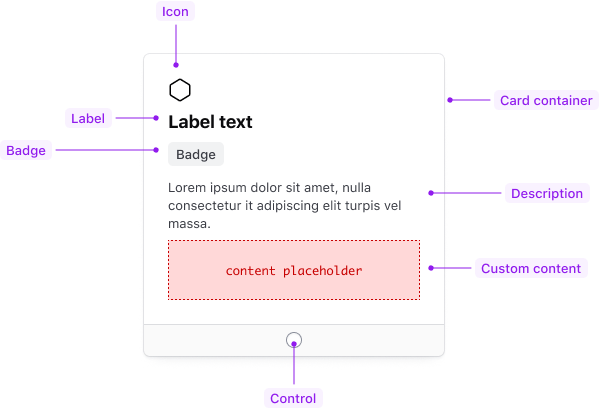 Icon
Card container
Label
Label text
Badge
Badge
Lorem ipsum dolor sit amet, nulla
consectetur it adipiscing elit turpis vel
massa.
Description
content placeholder
Custom content
Control